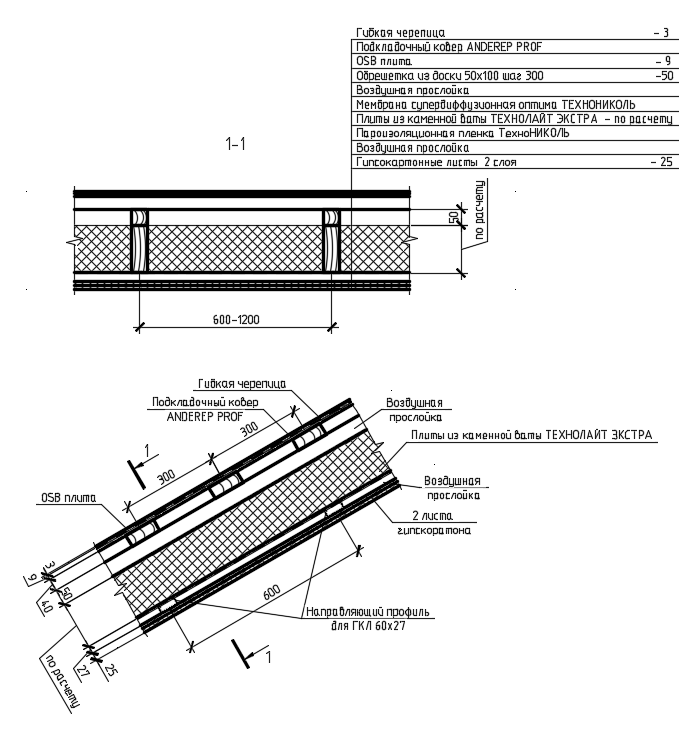 Гибкая черепица – 3
Подкладочный ковер ANDEREP PROF
OSB плита – 9
Обрешетка из доски 50х100 шаг 300 –50
Воздушная прослойка
Мембрана супердиффузионная оптима ТЕХНОНИКОЛЬ
Плиты из каменной ваты ТЕХНОЛАЙТ ЭКСТРА – по расчету
Пароизоляционная пленка ТехноНИКОЛЬ
Воздушная прослойка
Гипсокартонные листы 2 слоя – 25
1-1
50
по расчету
600-1200
Гибкая черепица
Подкладочный ковер
ANDEREP PROF
Воздушная
прослойка
300
Плиты из каменной ваты ТЕХНОЛАЙТ ЭКСТРА
1
300
Воздушная
прослойка
OSB плита
2 листа
гипскоратона
3
9
50
40
600
Направляющий профиль
для ГКЛ 60х27
1
по расчету
27
25